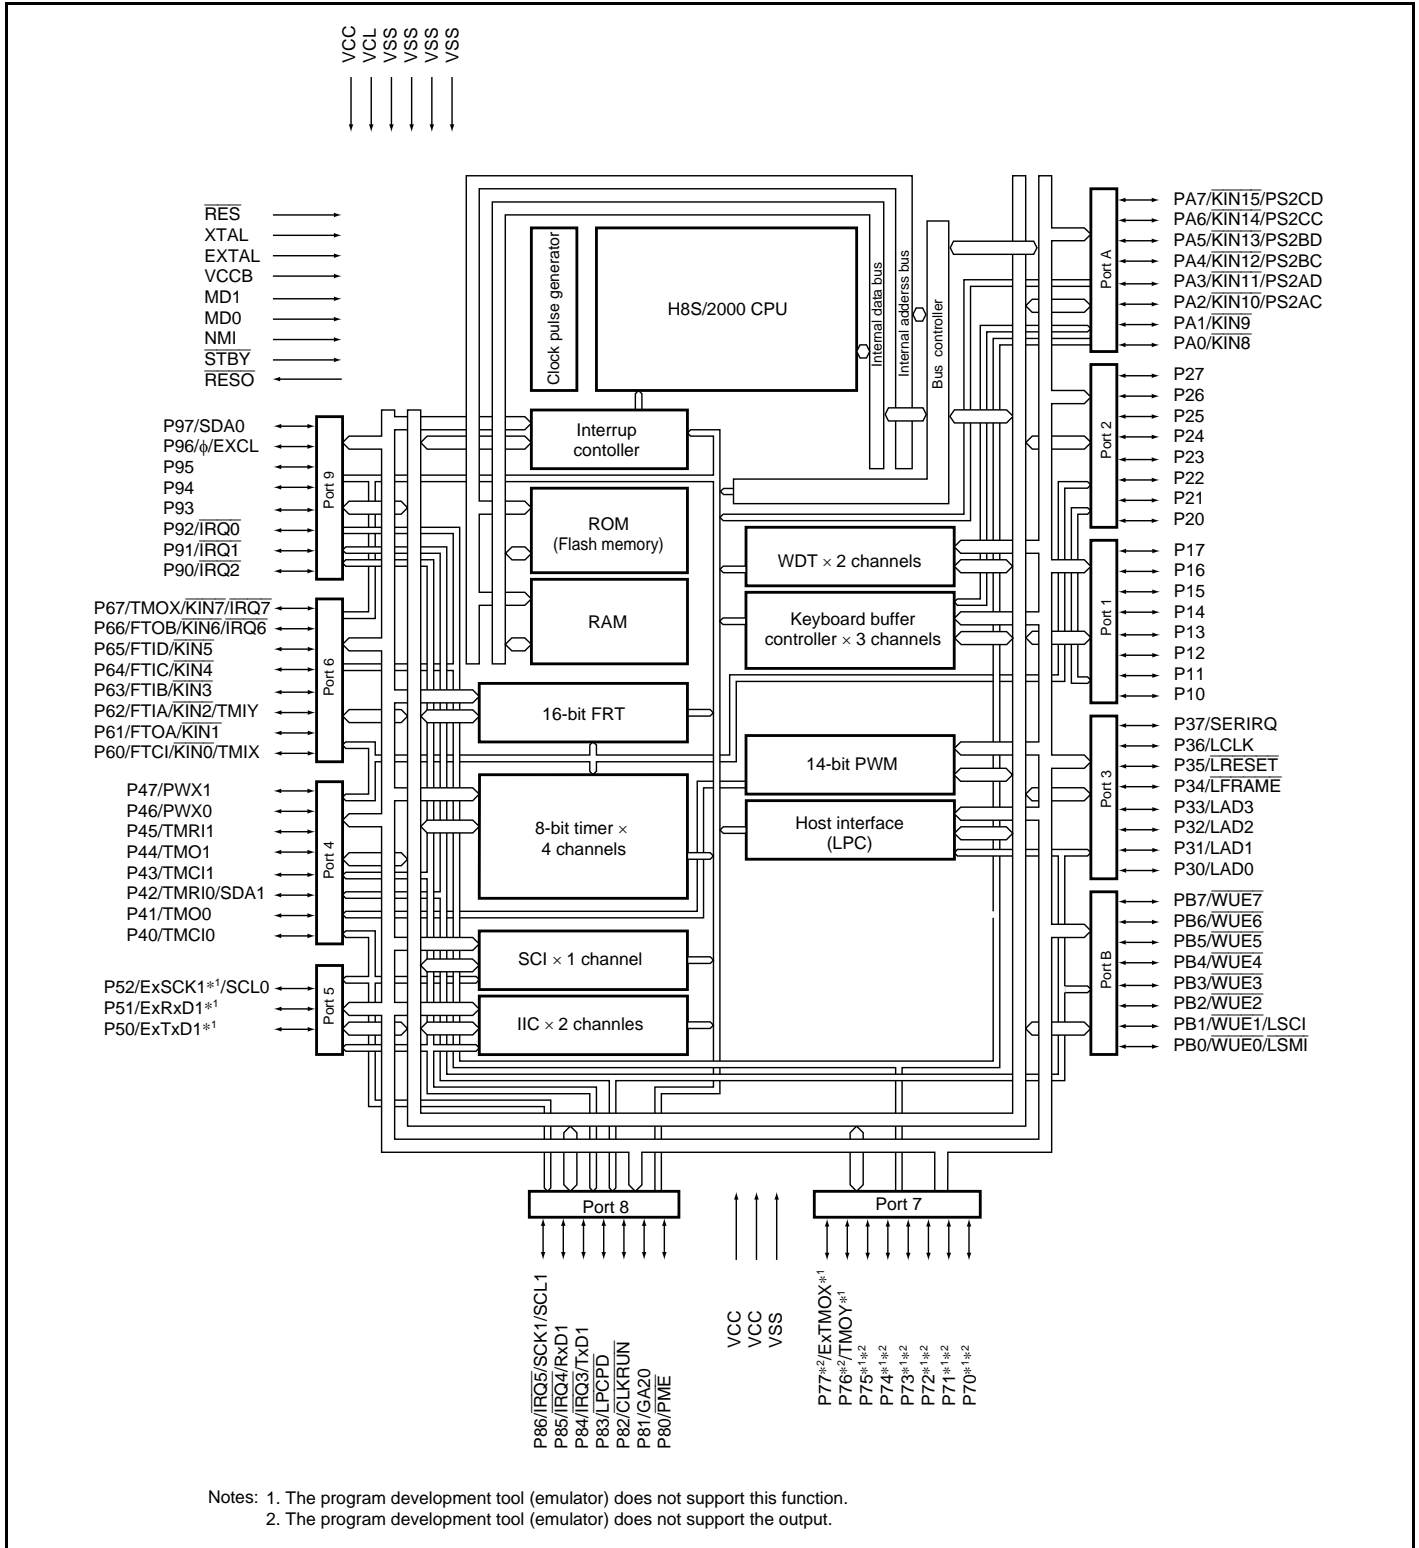 VCC
VCL
VSS
VSS
VSS
VSS
RES
XTAL
EXTAL
VCCB
MD1
MD0
NMI
STBY
RESO
Clock pulse generator
H8S/2000 CPU
Internal data bus
Internal aderss bus
Bus controller
Interrup
contoller
ROM
(Flash memory)
RAM
WDT × 2 channels
Keyboard buffer
controller × 3 channels
16-bit FRT
14-bit PWM
8-bit timer ×
4 channels
Host interface
(LPC)
SCI × 1 channel
IIC × 2 channles
P97/SDA0
P96/ϕ/EXCL
P95
P94
P93
P92/IRQ0
P91/IRQ1
P90/IRQ2
Port 9
P67/TMOX/KIN7/IRQ7
P66/FTOB/KIN6/IRQ6
P65/FTID/KIN5
P64/FTIC/KIN4
P63/FTIB/KIN3
P62/FTIA/KIN2/TMIY
P61/FTOA/KIN1
P60/FTCI/KIN0/TMIX
Port 6
P47/PWX1
P46/PWX0
P45/TMRI1
P44/TMO1
P43/TMCI1
P42/TMRI0/SDA1
P41/TMO0
P40/TMCI0
Port 4
P52/ExSCK1*1/SCL0
P51/ExRxD1*1
P50/ExTxD1*1
Port 5
Port A
PA7/KIN15/PS2CD
PA6/KIN14/PS2CC
PA5/KIN13/PS2BD
PA4/KIN12/PS2BC
PA3/KIN11/PS2AD
PA2/KIN10/PS2AC
PA1/KIN9
PA0/KIN8
Port 2
P27
P26
P25
P24
P23
P22
P21
P20
Port 1
P17
P16
P15
P14
P13
P12
P11
P10
Port 3
P37/SERIRQ
P36/LCLK
P35/LRESET
P34/LFRAME
P33/LAD3
P32/LAD2
P31/LAD1
P30/LAD0
Port B
PB7/WUE7
PB6/WUE6
PB5/WUE5
PB4/WUE4
PB3/WUE3
PB2/WUE2
PB1/WUE1/LSCI
PB0/WUE0/LSMI
Port 8
P86/IRQ5/SCK1/SCL1
P85/IRQ4/RxD1
P84/IRQ3/TxD1
P83/LPCPD
P82/CLKRUN
P81/GA20
P80/PME
VCC
VCC
VSS
Port 7
P77*2/ExTMOX*1
P76*2/TMOY*1
P75*1*2
P74*1*2
P73*1*2
P72*1*2
P71*1*2
P70*1*2
Notes: 1. The program development tool (emulator) does not support this function.
2. The program development tool (emulator) does not support the output.